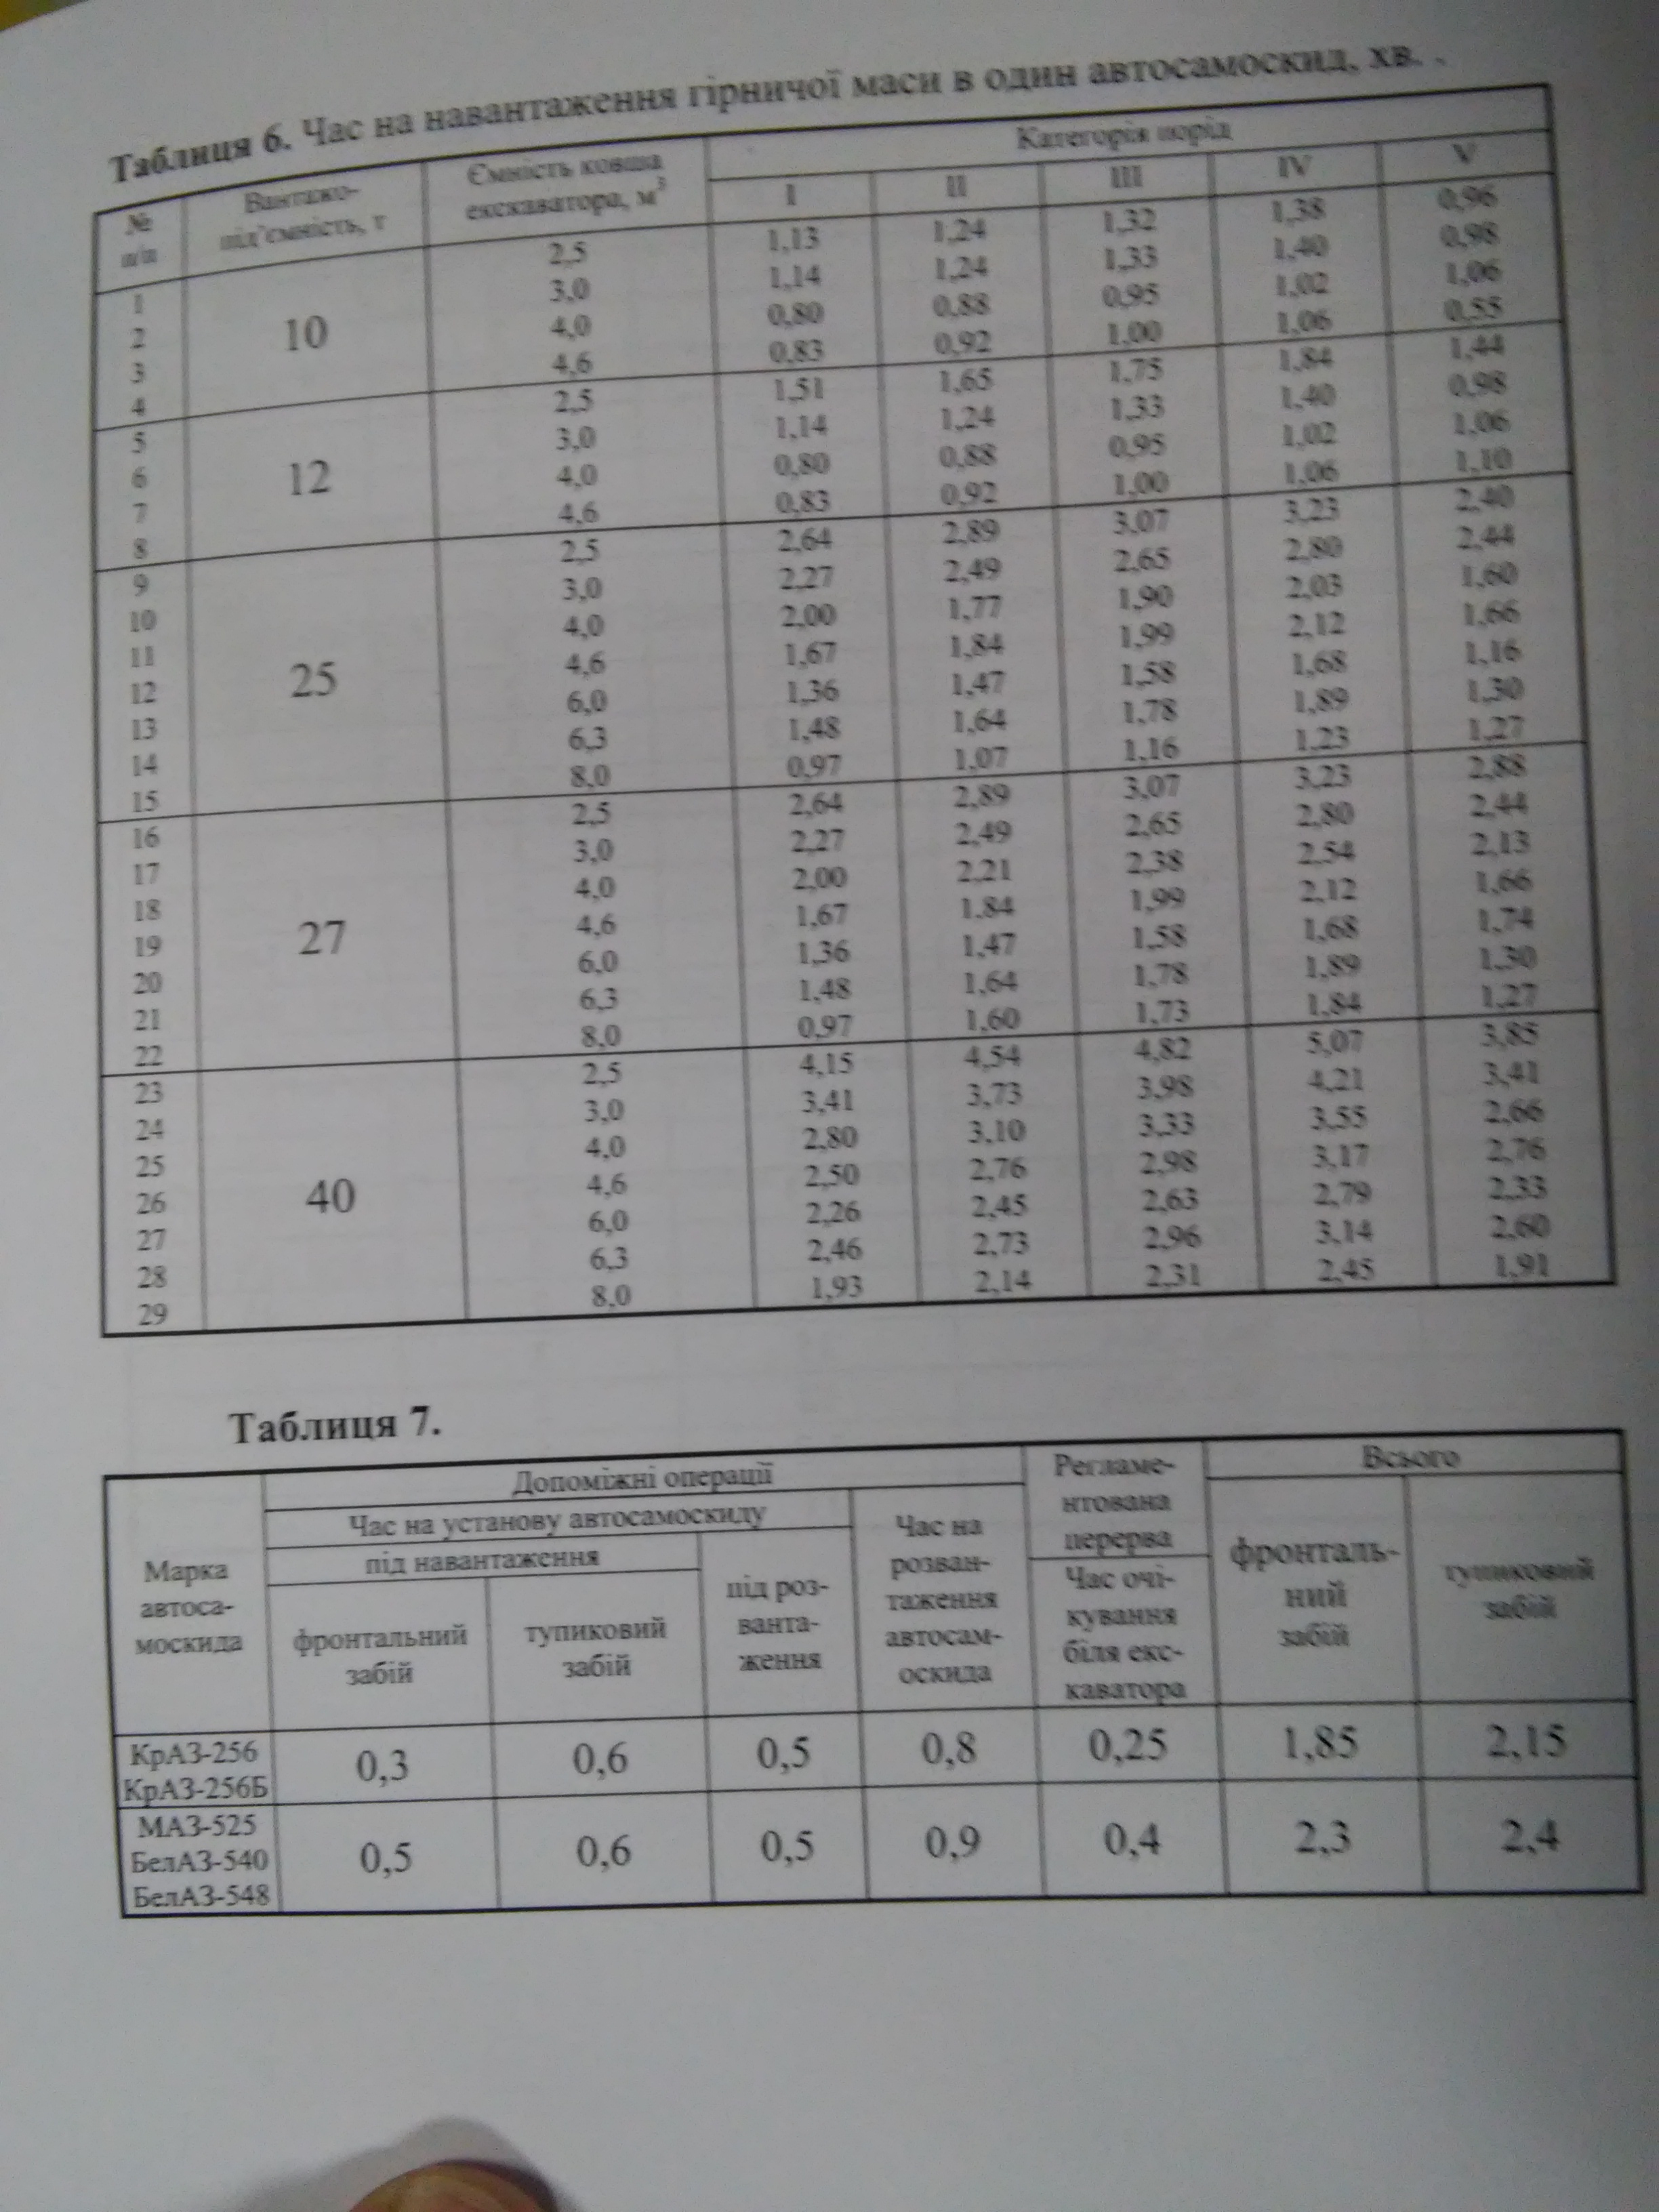 Таблиця 6. Час на навантаження гірничої маси в один автосамоскид, хв. .
№ п/п Вантажо-під'ємність, т Ємність ковша екскаватора, м³ Категорія порід
I II III IV V
1 10 2,5 1,13 1,24 1,32 1,38 0,96
2 3,0 1,14 1,24 1,33 1,40 0,98
3 4,0 0,80 0,88 0,95 1,02 1,06
4 4,6 0,83 0,92 1,00 1,06 0,55
5 12 2,5 1,51 1,65 1,75 1,84 1,44
6 3,0 1,14 1,24 1,33 1,40 0,98
7 4,0 0,80 0,88 0,95 1,02 1,06
8 4,6 0,83 0,92 1,00 1,06 1,10
9 25 2,5 2,64 2,89 3,07 3,23 2,40
10 3,0 2,27 2,49 2,65 2,80 2,44
11 4,0 2,00 1,77 1,90 2,03 1,60
12 4,6 1,67 1,84 1,99 2,12 1,66
13 6,0 1,36 1,47 1,58 1,68 1,16
14 6,3 1,48 1,64 1,78 1,89 1,30
15 8,0 0,97 1,07 1,16 1,23 1,27
16 27 2,5 2,64 2,89 3,07 3,23 2,88
17 3,0 2,27 2,49 2,65 2,80 2,44
18 4,0 2,00 2,21 2,38 2,54 2,13
19 4,6 1,67 1.84 1,99 2,12 1,66
20 6,0 1,36 1,47 1,58 1,68 1,74
21 6,3 1,48 1,64 1,78 1,89 1,30
22 8,0 0,97 1,60 1,73 1,84 1,27
23 40 2,5 4,15 4,54 4,82 5,07 3,85
24 3,0 3,41 3,73 3,98 4,21 3,41
25 4,0 2,80 3,10 3,33 3,55 2,66
26 4,6 2,50 2,76 2,98 3,17 2,76
27 6,0 2,26 2,45 2,63 2,79 2,33
28 6,3 2,46 2,73 2,96 3,14 2,60
29 8,0 1,93 2,14 2,31 2,45 1,91
Таблиця 7.
Марка
автоса-
москида
Допоміжні операції
Час на установу автосамоскиду
під навантаження
фронтальний
забій
тупиковий
забій
під роз-
ванта-
ження
Час на
розван-
таження
автосам-
оскида
Регламе-
нтована
перерва
Час очі-
кування
біля екс-
каватора
Всього
фронталь-
ний
забій
тупиковий
забій
КрАЗ-256
КрАЗ-256Б
0,3 0,6 0,5 0,8 0,25 1,85 2,15
МАЗ-525
БелАЗ-540
БелАЗ-548
0,5 0,6 0,5 0,9 0,4 2,3 2,4